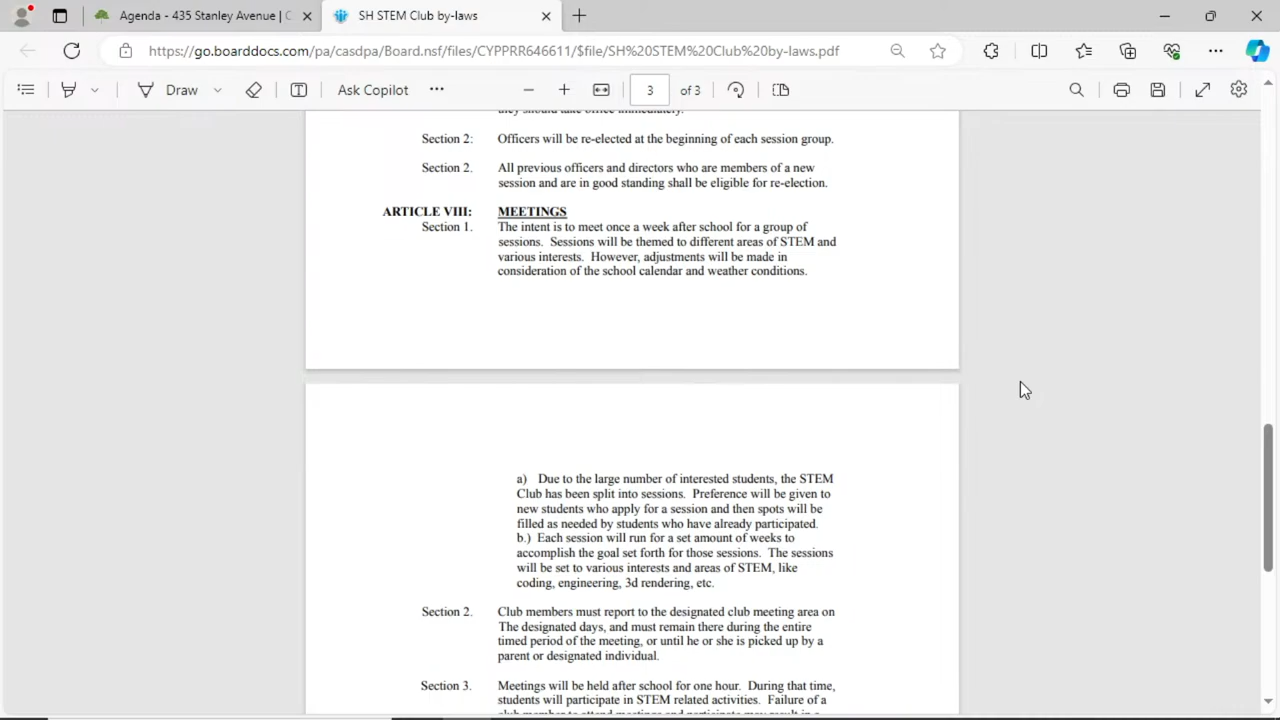 Agenda - 435 Stanley Avenue | C
SH STEM Club by-laws
https://go.boarddocs.com/pa/casdpa/Board.nsf/files/CYPPRR646611/$file/SH%20STEM%20Club%20by-laws.pdf
Draw
Ask Copilot
3 of 3
they should take office immediately.
Section 2: Officers will be re-elected at the beginning of each session group.
Section 2. All previous officers and directors who are members of a new
session and are in good standing shall be eligible for re-election.
ARTICLE VIII: MEETINGS
Section 1. The intent is to meet once a week after school for a group of
sessions. Sessions will be themed to different areas of STEM and
various interests. However, adjustments will be made in
consideration of the school calendar and weather conditions.
a) Due to the large number of interested students, the STEM
Club has been split into sessions. Preference will be given to
new students who apply for a session and then spots will be
filled as needed by students who have already participated.
b.) Each session will run for a set amount of weeks to
accomplish the goal set forth for those sessions. The sessions
will be set to various interests and areas of STEM, like
coding, engineering, 3d rendering, etc.
Section 2. Club members must report to the designated club meeting area on
The designated days, and must remain there during the entire
timed period of the meeting, or until he or she is picked up by a
parent or designated individual.
Section 3. Meetings will be held after school for one hour. During that time,
students will participate in STEM related activities. Failure of a
club member to attend meetings and participate may result in a